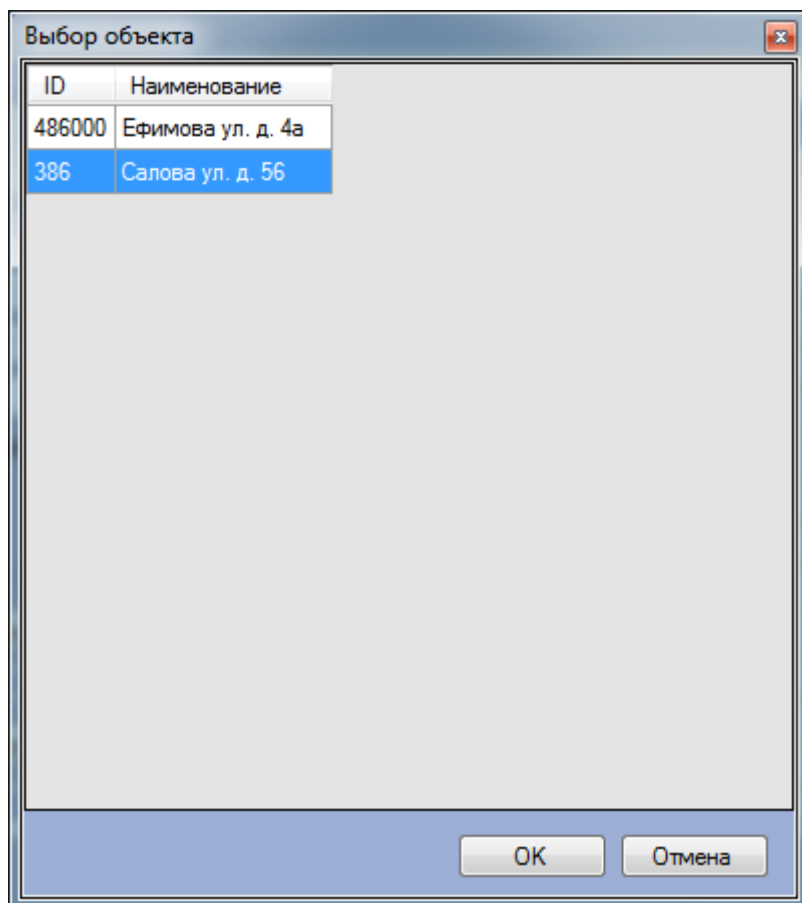 Выбор объекта
ID Наименование
486000 Ефимова ул. д. 4а
386 Салова ул. д. 56
OK Отмена